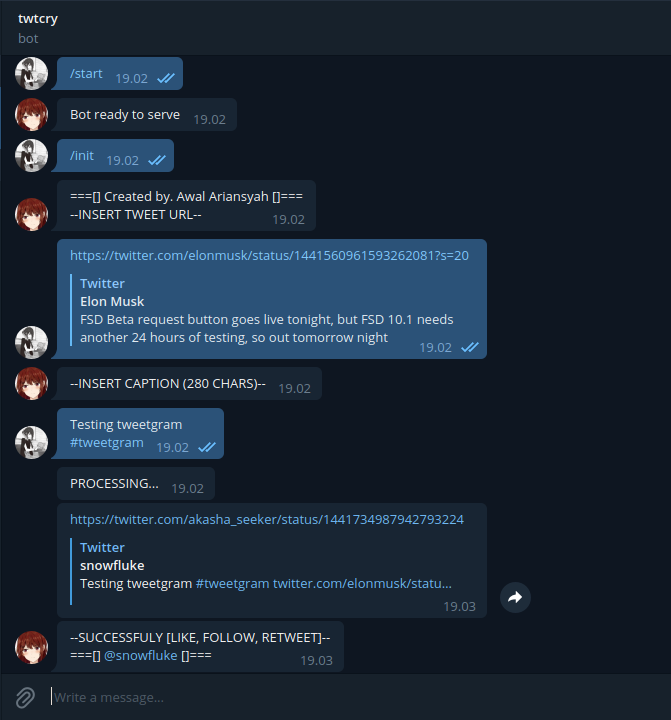 twtcry
bot
/start 19.02
Bot ready to serve 19.02
/init 19.02
===[] Created by. Awal Ariansyah []===
--INSERT TWEET URL-- 19.02
https://twitter.com/elonmusk/status/1441560961593262081?s=20
Twitter
Elon Musk
FSD Beta request button goes live tonight, but FSD 10.1 needs
another 24 hours of testing, so out tomorrow night
19.02
--INSERT CAPTION (280 CHARS)-- 19.02
Testing tweetgram
#tweetgram 19.02
PROCESSING... 19.02
https://twitter.com/akasha_seeker/status/1441734987942793224
Twitter
snowfluke
Testing tweetgram #tweetgram twitter.com/elonmusk/statu...
19.03
--SUCCESSFULY [LIKE, FOLLOW, RETWEET]--
===[] @snowfluke []=== 19.03
Write a message...